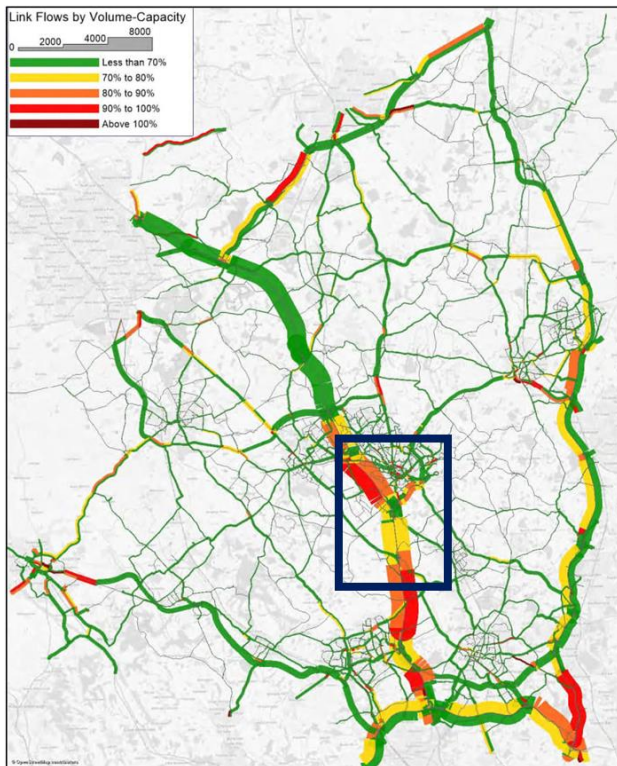 Link Flows by Volume-Capacity
0 2000 4000 8000
Less than 70%
70% to 80%
80% to 90%
90% to 100%
Above 100%
© OpenStreetMap contributors